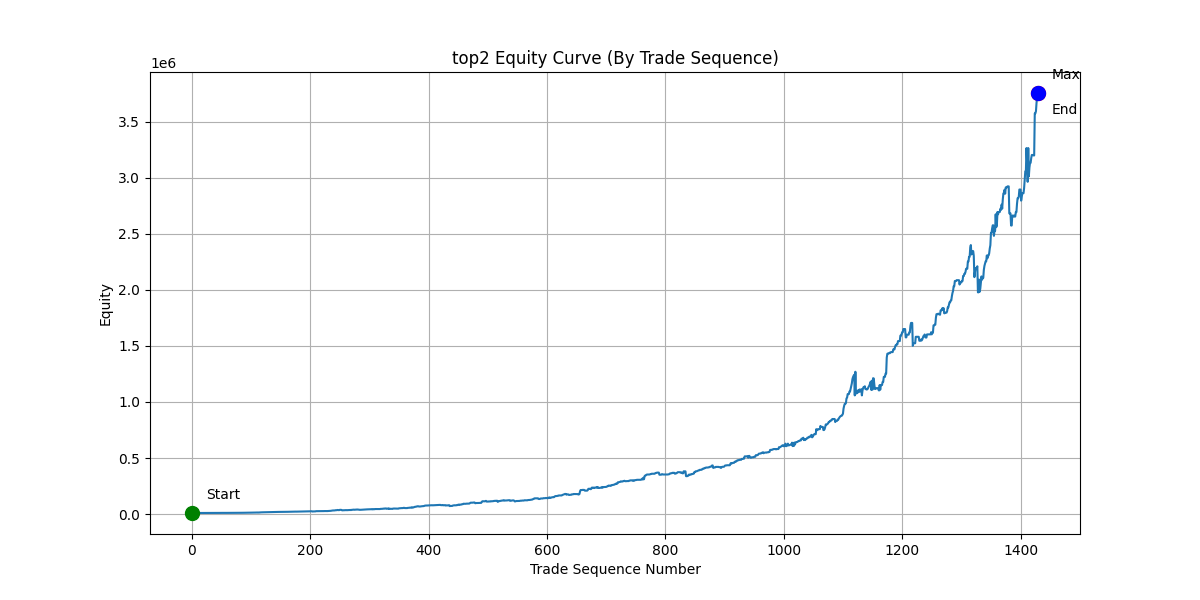 top2 Equity Curve (By Trade Sequence)
1e6
Max
End
3.5
3.0
2.5
2.0
1.5
1.0
0.5
0.0
Equity
Start
0 200 400 600 800 1000 1200 1400
Trade Sequence Number